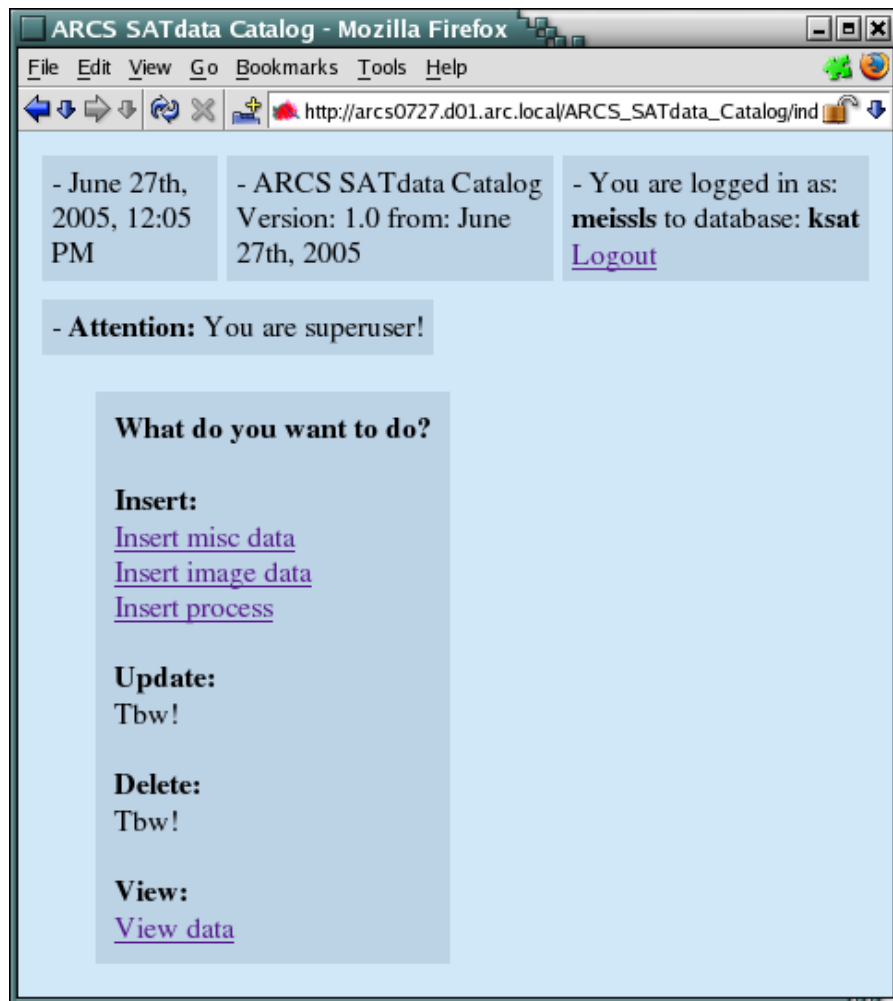 ARCS SATdata Catalog - Mozilla Firefox
File Edit View Go Bookmarks Tools Help
http://arcs0727.d01.arc.local/ARCS_SATdata_Catalog/ind
- June 27th,
2005, 12:05
PM
- ARCS SATdata Catalog
Version: 1.0 from: June
27th, 2005
- You are logged in as:
meissls to database: ksat
Logout
- Attention: You are superuser!
What do you want to do?
Insert:
Insert misc data
Insert image data
Insert process
Update:
Tbw!
Delete:
Tbw!
View:
View data